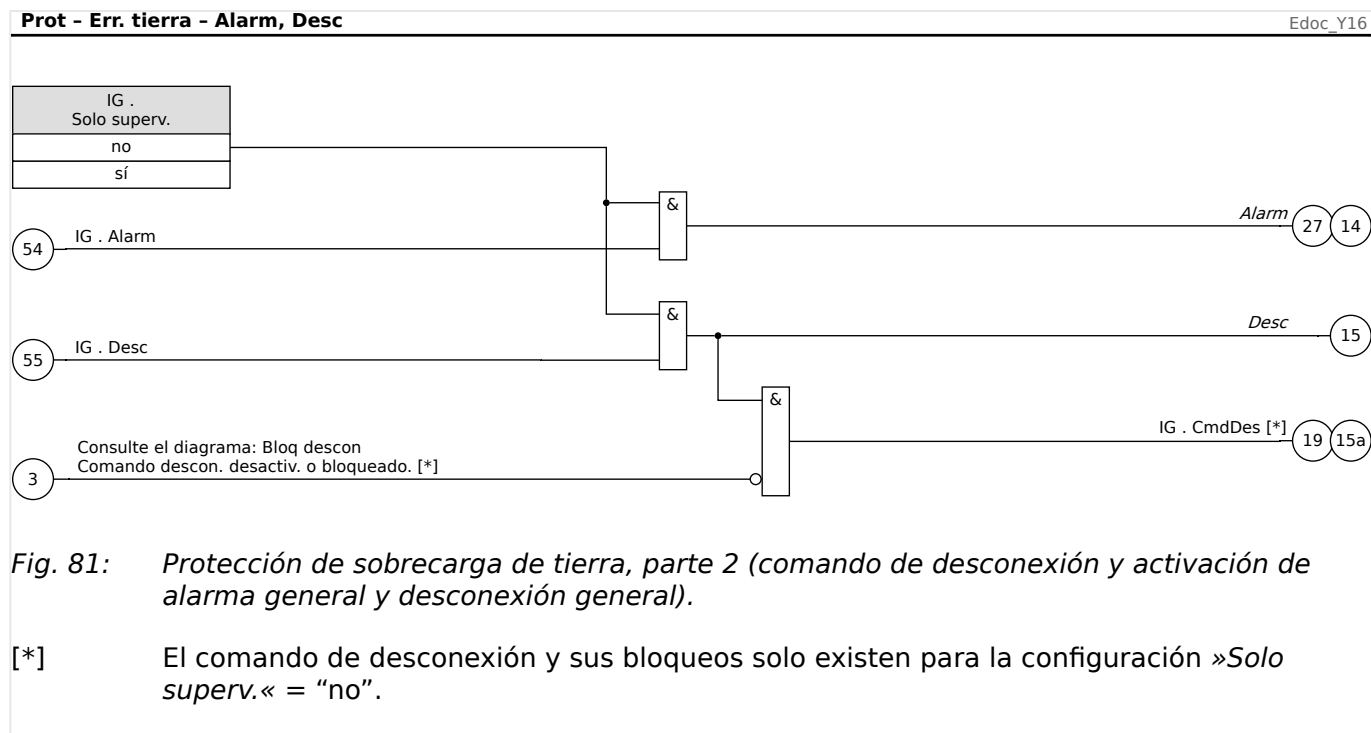 Prot – Err. tierra – Alarm, Desc
Edoc_Y16
IG .
Solo superv.
no
sí
&
54
IG . Alarm
Alarm
27
14
&
55
IG . Desc
Desc
15
&
3
Consulte el diagrama: Bloq descon
Comando descon. desactiv. o bloqueado. [*]
IG . CmdDes [*]
19
15a
Fig. 81: Protección de sobrecarga de tierra, parte 2 (comando de desconexión y activación de
alarma general y desconexión general).
[*] El comando de desconexión y sus bloqueos solo existen para la configuración »Solo
superv.« = “no”.